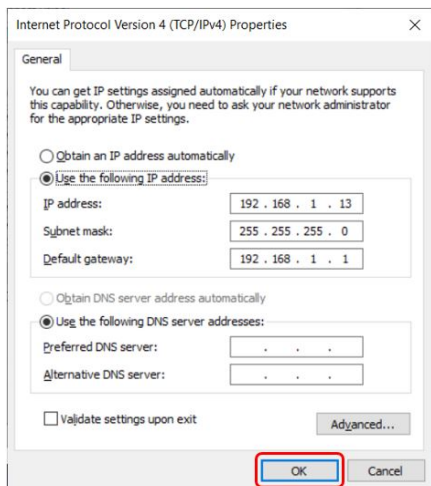 Internet Protocol Version 4 (TCP/IPv4) Properties
General
You can get IP settings assigned automatically if your network supports
this capability. Otherwise, you need to ask your network administrator
for the appropriate IP settings.
Obtain an IP address automatically
Use the following IP address:
IP address: 192 . 168 . 1 . 13
Subnet mask: 255 . 255 . 255 . 0
Default gateway: 192 . 168 . 1 . 1
Obtain DNS server address automatically
Use the following DNS server addresses:
Preferred DNS server: . . .
Alternative DNS server: . . .
Validate settings upon exit
Advanced...
OK Cancel